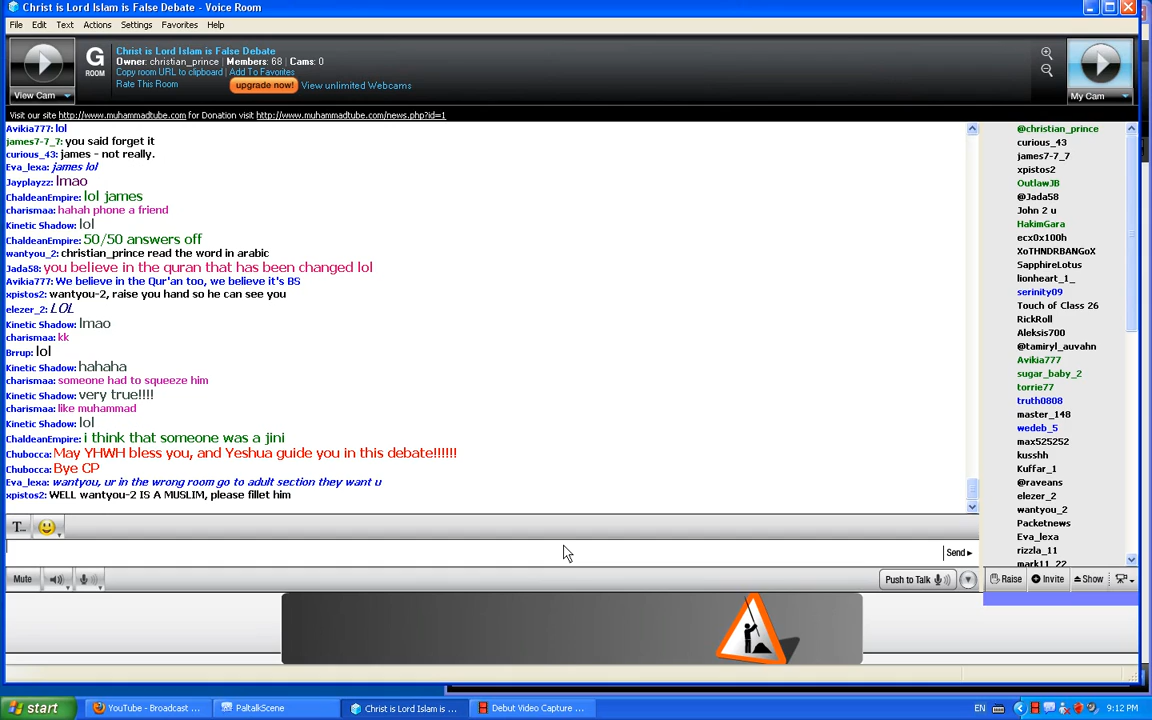 Christ is Lord Islam is False Debate - Voice Room
File Edit Text Actions Settings Favorites Help
View Cam
G ROOM
Christ is Lord Islam is False Debate
Owner: christian_prince | Members: 68 | Cams: 0
Copy room URL to clipboard | Add To Favorites
Rate This Room
upgrade now! View unlimited Webcams
My Cam
Visit our site http://www.muhammadtube.com for Donation visit http://www.muhammadtube.com/news.php?id=1
Avikia777: lol
james7-7_7: you said forget it
curious_43: james - not really.
Eva_lexa: james lol
Jayplayzz: lmao
ChaldeanEmpire: lol james
charismaa: hahah phone a friend
Kinetic Shadow: lol
ChaldeanEmpire: 50/50 answers off
wantyou_2: christian_prince read the word in arabic
Jada58: you believe in the quran that has been changed lol
Avikia777: We believe in the Qur'an too, we believe it's BS
xpistos2: wantyou-2, raise you hand so he can see you
elezer_2: LOL
Kinetic Shadow: lmao
charismaa: kk
Brrup: lol
Kinetic Shadow: hahaha
charismaa: someone had to squeeze him
Kinetic Shadow: very true!!!!
charismaa: like muhammad
Kinetic Shadow: lol
ChaldeanEmpire: i think that someone was a jini
Chubocca: May YHWH bless you, and Yeshua guide you in this debate!!!!!!
Chubocca: Bye CP
Eva_lexa: wantyou, ur in the wrong room go to adult section they want u
xpistos2: WELL wantyou-2 IS A MUSLIM, please fillet him
@christian_prince
curious_43
james7-7_7
xpistos2
OutlawJB
@Jada58
John 2 u
HakimGara
ecx0x100h
XoTHNDRBANGoX
SapphireLotus
lionheart_1_
serinity09
Touch of Class 26
RickRoll
Aleksis700
@tamiryl_auvahn
Avikia777
sugar_baby_2
torrie77
truth0808
master_148
wedeb_5
max525252
kusshh
Kuffar_1
@raveans
elezer_2
wantyou_2
Packetnews
Eva_lexa
rizzla_11
mark11_22
T...
Send
Mute
Push to Talk
Raise Invite Show
start
YouTube - Broadcast ...
PaltalkScene
Christ is Lord Islam is ...
Debut Video Capture ...
EN
9:12 PM